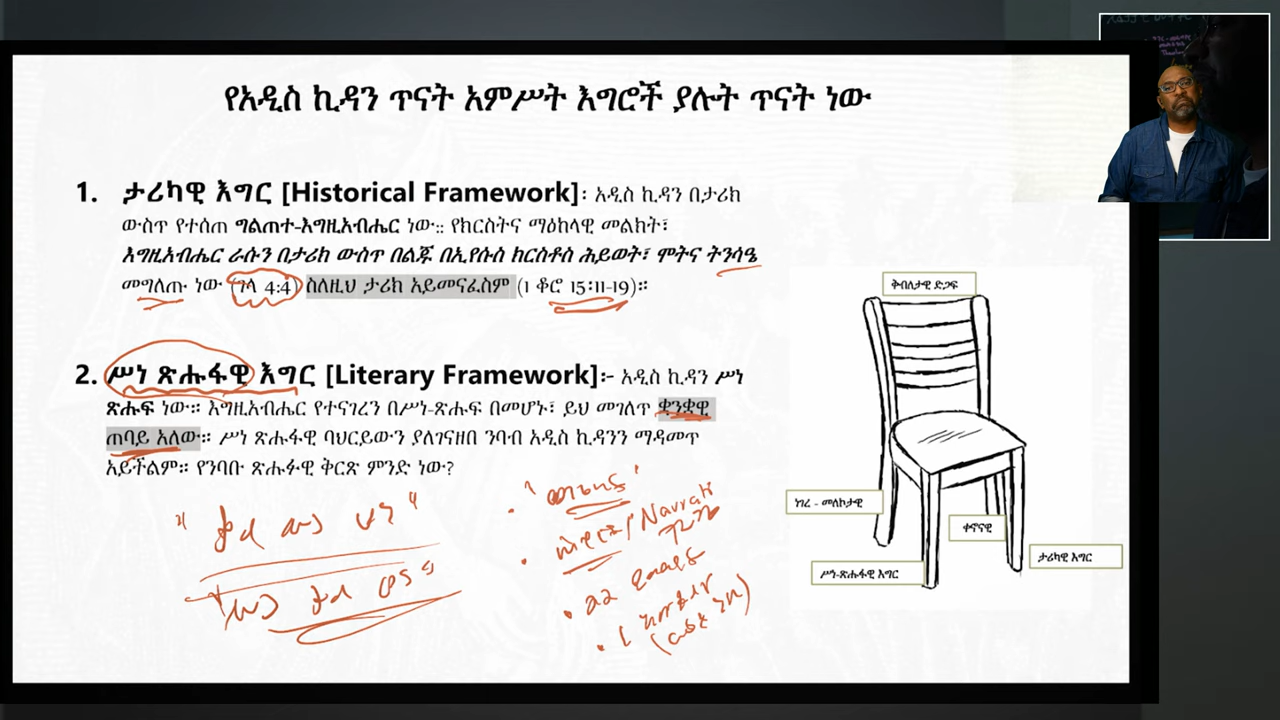 የአዲስ ኪዳን ጥናት አምሥት እግሮች ያሉት ጥናት ነው
1. ታሪካዊ እግር [Historical Framework]፡ አዲስ ኪዳን በታሪክ
ውስጥ የተሰጠ ግልጠተ-እግዚአብሔር ነው። የክርስትና ማዕከላዊ መልክት፣
እግዚአብሔር ራሱን በታሪክ ውስጥ በልጁ በኢየሱስ ክርስቶስ ሕይወት፣ ሞትና ትንሳዔ
መግለጡ ነው (ገላ 4:4) ስለዚህ ታሪክ አይመናፈስም (1 ቆሮ 15፡11-19)።
2. ሥነ ጽሑፋዊ እግር [Literary Framework]፡- አዲስ ኪዳን ሥነ
ጽሑፍ ነው። እግዚአብሔር የተናገረን በሥነ-ጽሑፍ በመሆኑ፣ ይህ መገለጥ ቋንቋዊ
ጠባይ አለው። ሥነ ጽሑፋዊ ባህርይውን ያለገናዘበ ንባብ አዲስ ኪዳንን ማዳመጥ
አይችልም። የንባቡ ጽሑፉዊ ቅርጽ ምንድ ነው?
ቅብለታዊ ድጋፍ
ነገረ - መለኮታዊ
ቀኖናዊ
ታሪካዊ እግር
ሥነ-ጽሑፋዊ እግር